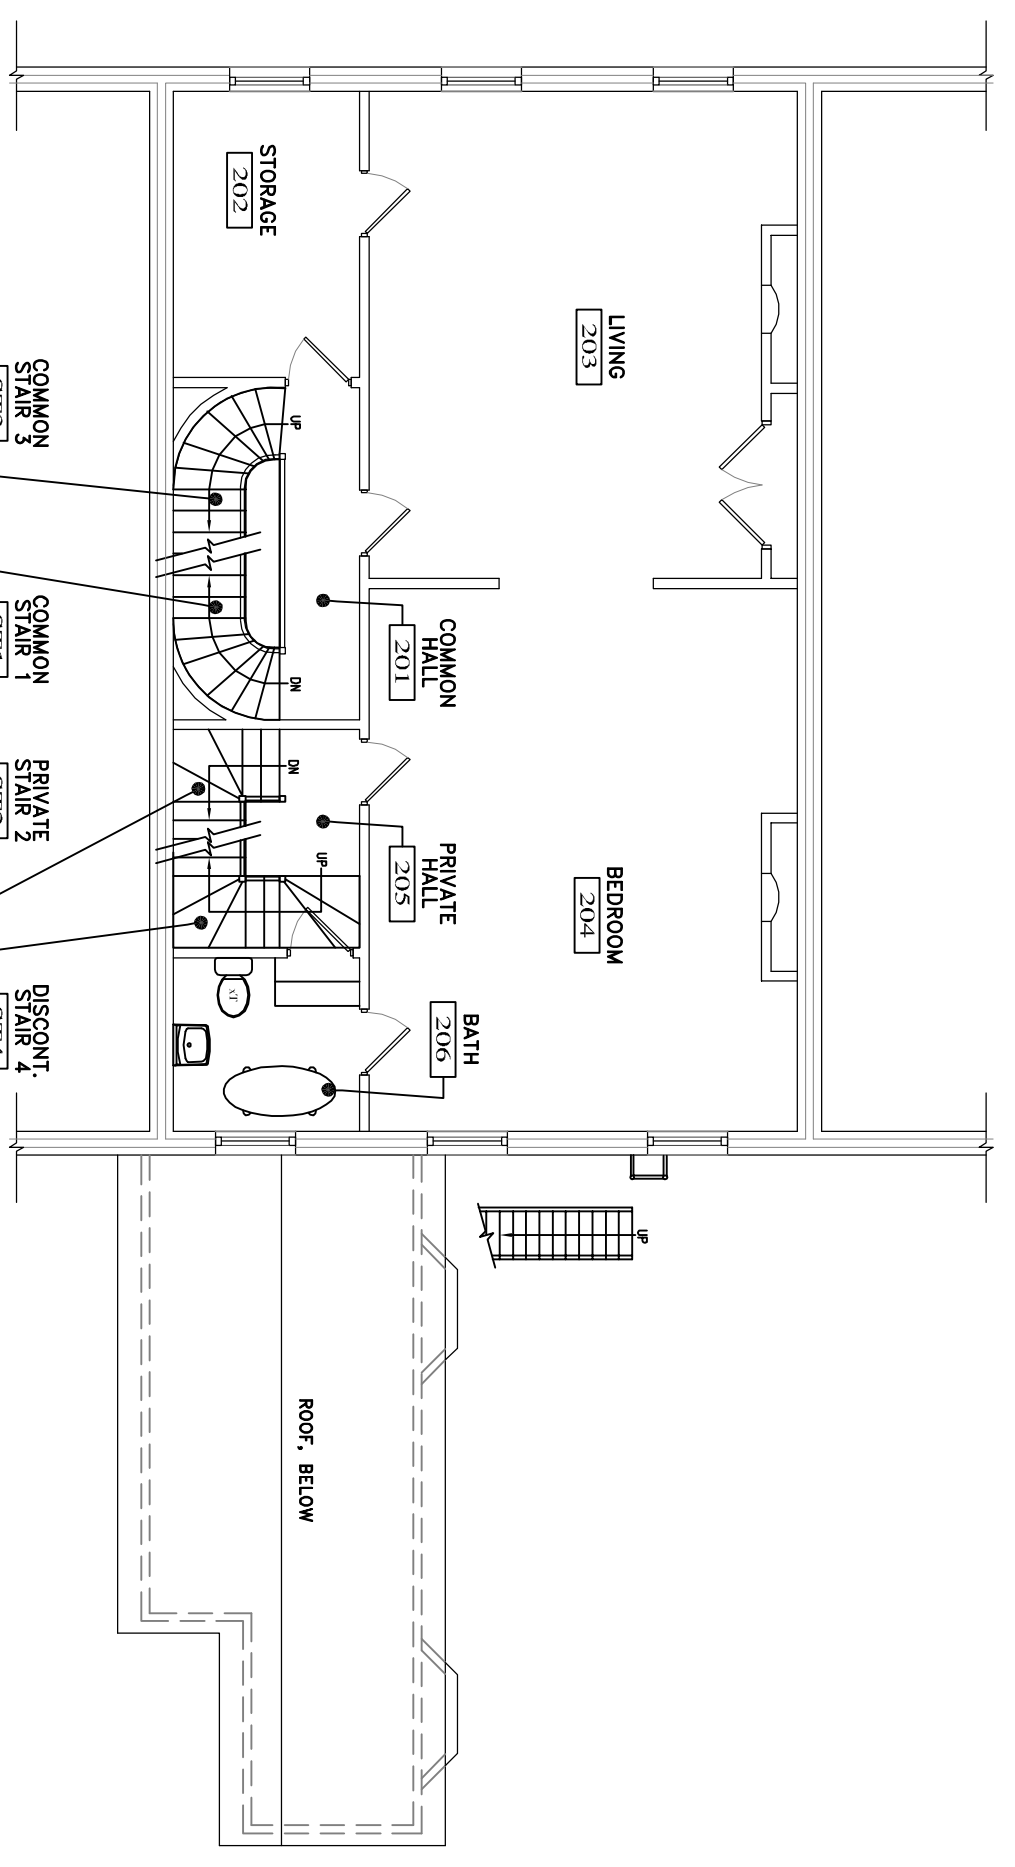 LIVING
203
BEDROOM
204
STORAGE
202
COMMON
HALL
201
PRIVATE
HALL
205
BATH
206
UP
DN
DN
UP
XT
UP
ROOF, BELOW
COMMON
STAIR 3
COMMON
STAIR 1
PRIVATE
STAIR 2
DISCONT.
STAIR 4